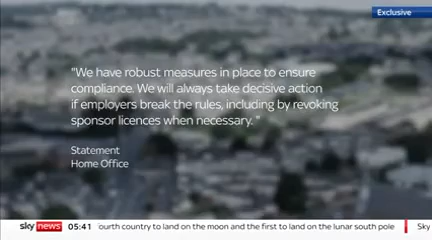 Exclusive
"We have robust measures in place to ensure
compliance. We will always take decisive action
if employers break the rules, including by revoking
sponsor licences when necessary. "
Statement
Home Office
sky news 05:41 ourth country to land on the moon and the first to land on the lunar south pole Sky